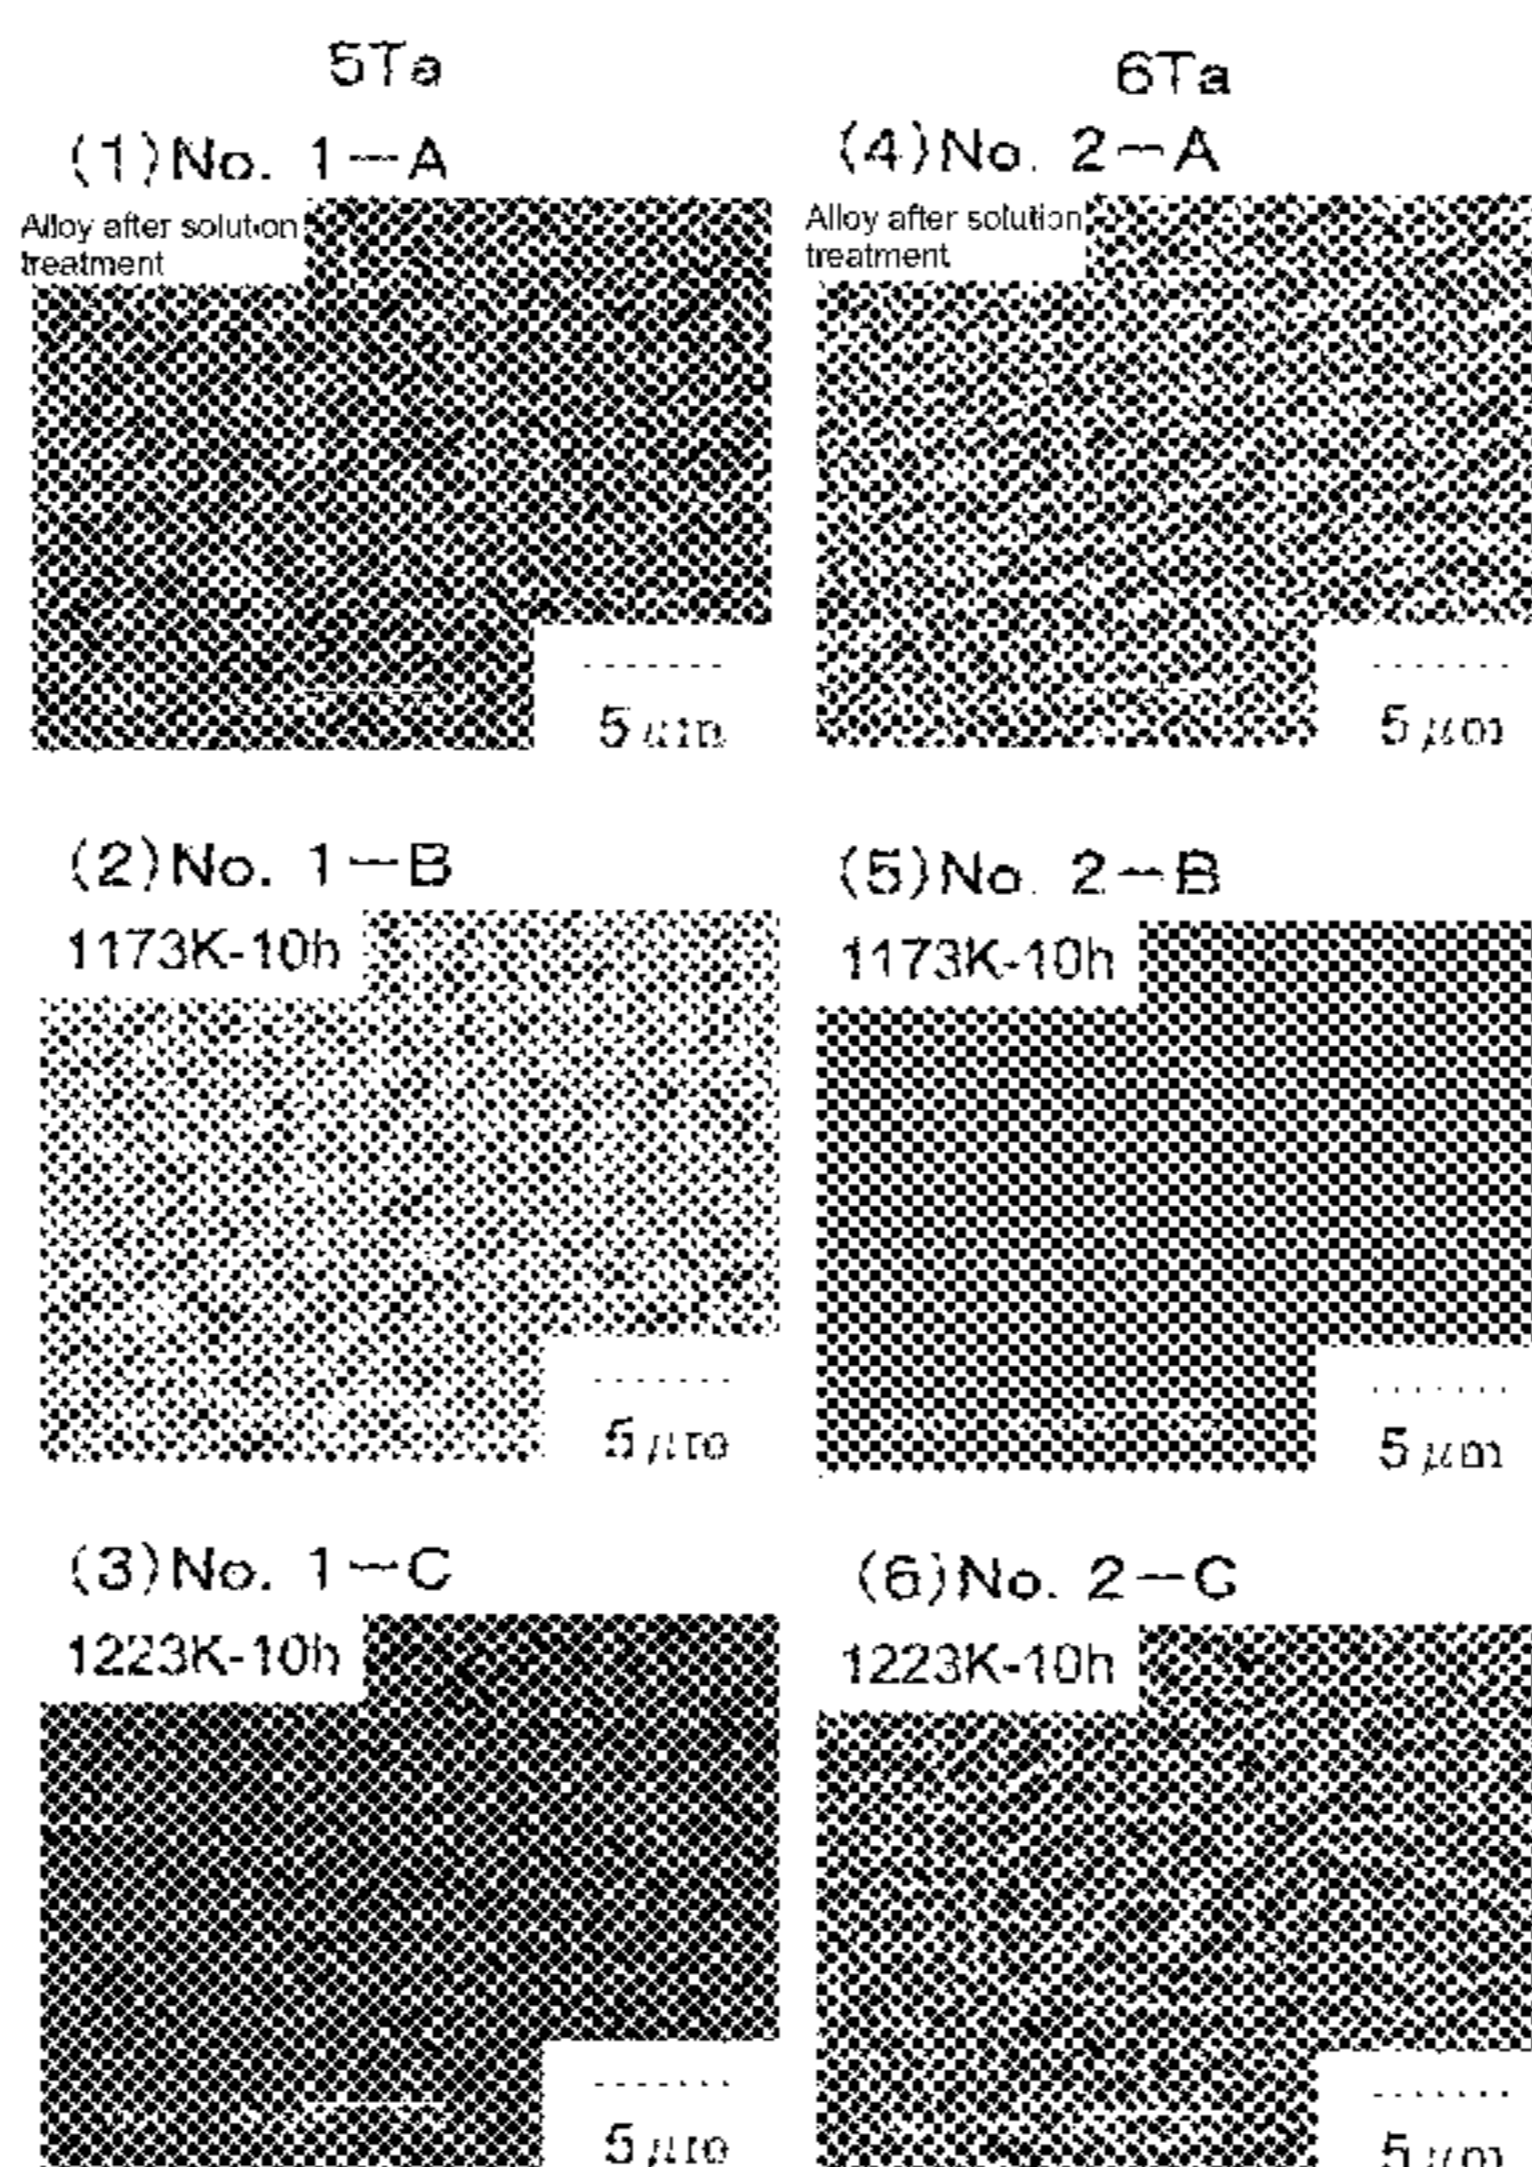 5Ta
(1)No. 1-A
Alloy after solution
treatment
5 μm
(2)No. 1-B
1173K-10h
5 μm
(3)No. 1-C
1223K-10h
5 μm
6Ta
(4)No. 2-A
Alloy after solution
treatment
5 μm
(5)No. 2-B
1173K-10h
5 μm
(6)No. 2-C
1223K-10h
5 μm